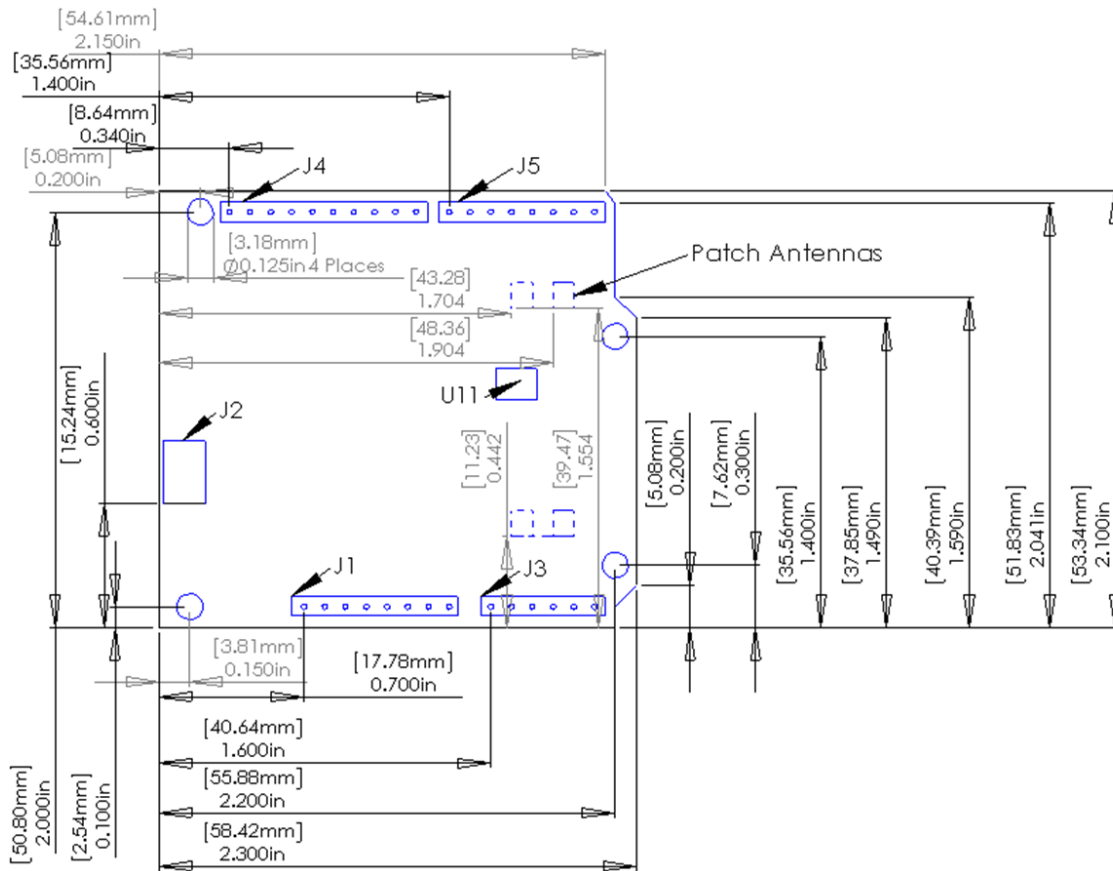 [54.61mm]
2.150in
[35.56mm]
1.400in
[8.64mm]
0.340in
[5.08mm]
0.200in
J4
J5
[3.18mm]
Ø0.125in 4 Places
Patch Antennas
[43.28]
1.704
[48.36]
1.904
U11
J2
[15.24mm]
0.600in
[11.23]
0.442
[39.47]
1.554
[5.08mm]
0.200in
[7.62mm]
0.300in
[35.56mm]
1.400in
[37.85mm]
1.490in
[40.39mm]
1.590in
[51.83mm]
2.041in
[53.34mm]
2.100in
J1
J3
[3.81mm]
0.150in
[17.78mm]
0.700in
[40.64mm]
1.600in
[55.88mm]
2.200in
[58.42mm]
2.300in
[50.80mm]
2.000in
[2.54mm]
0.100in